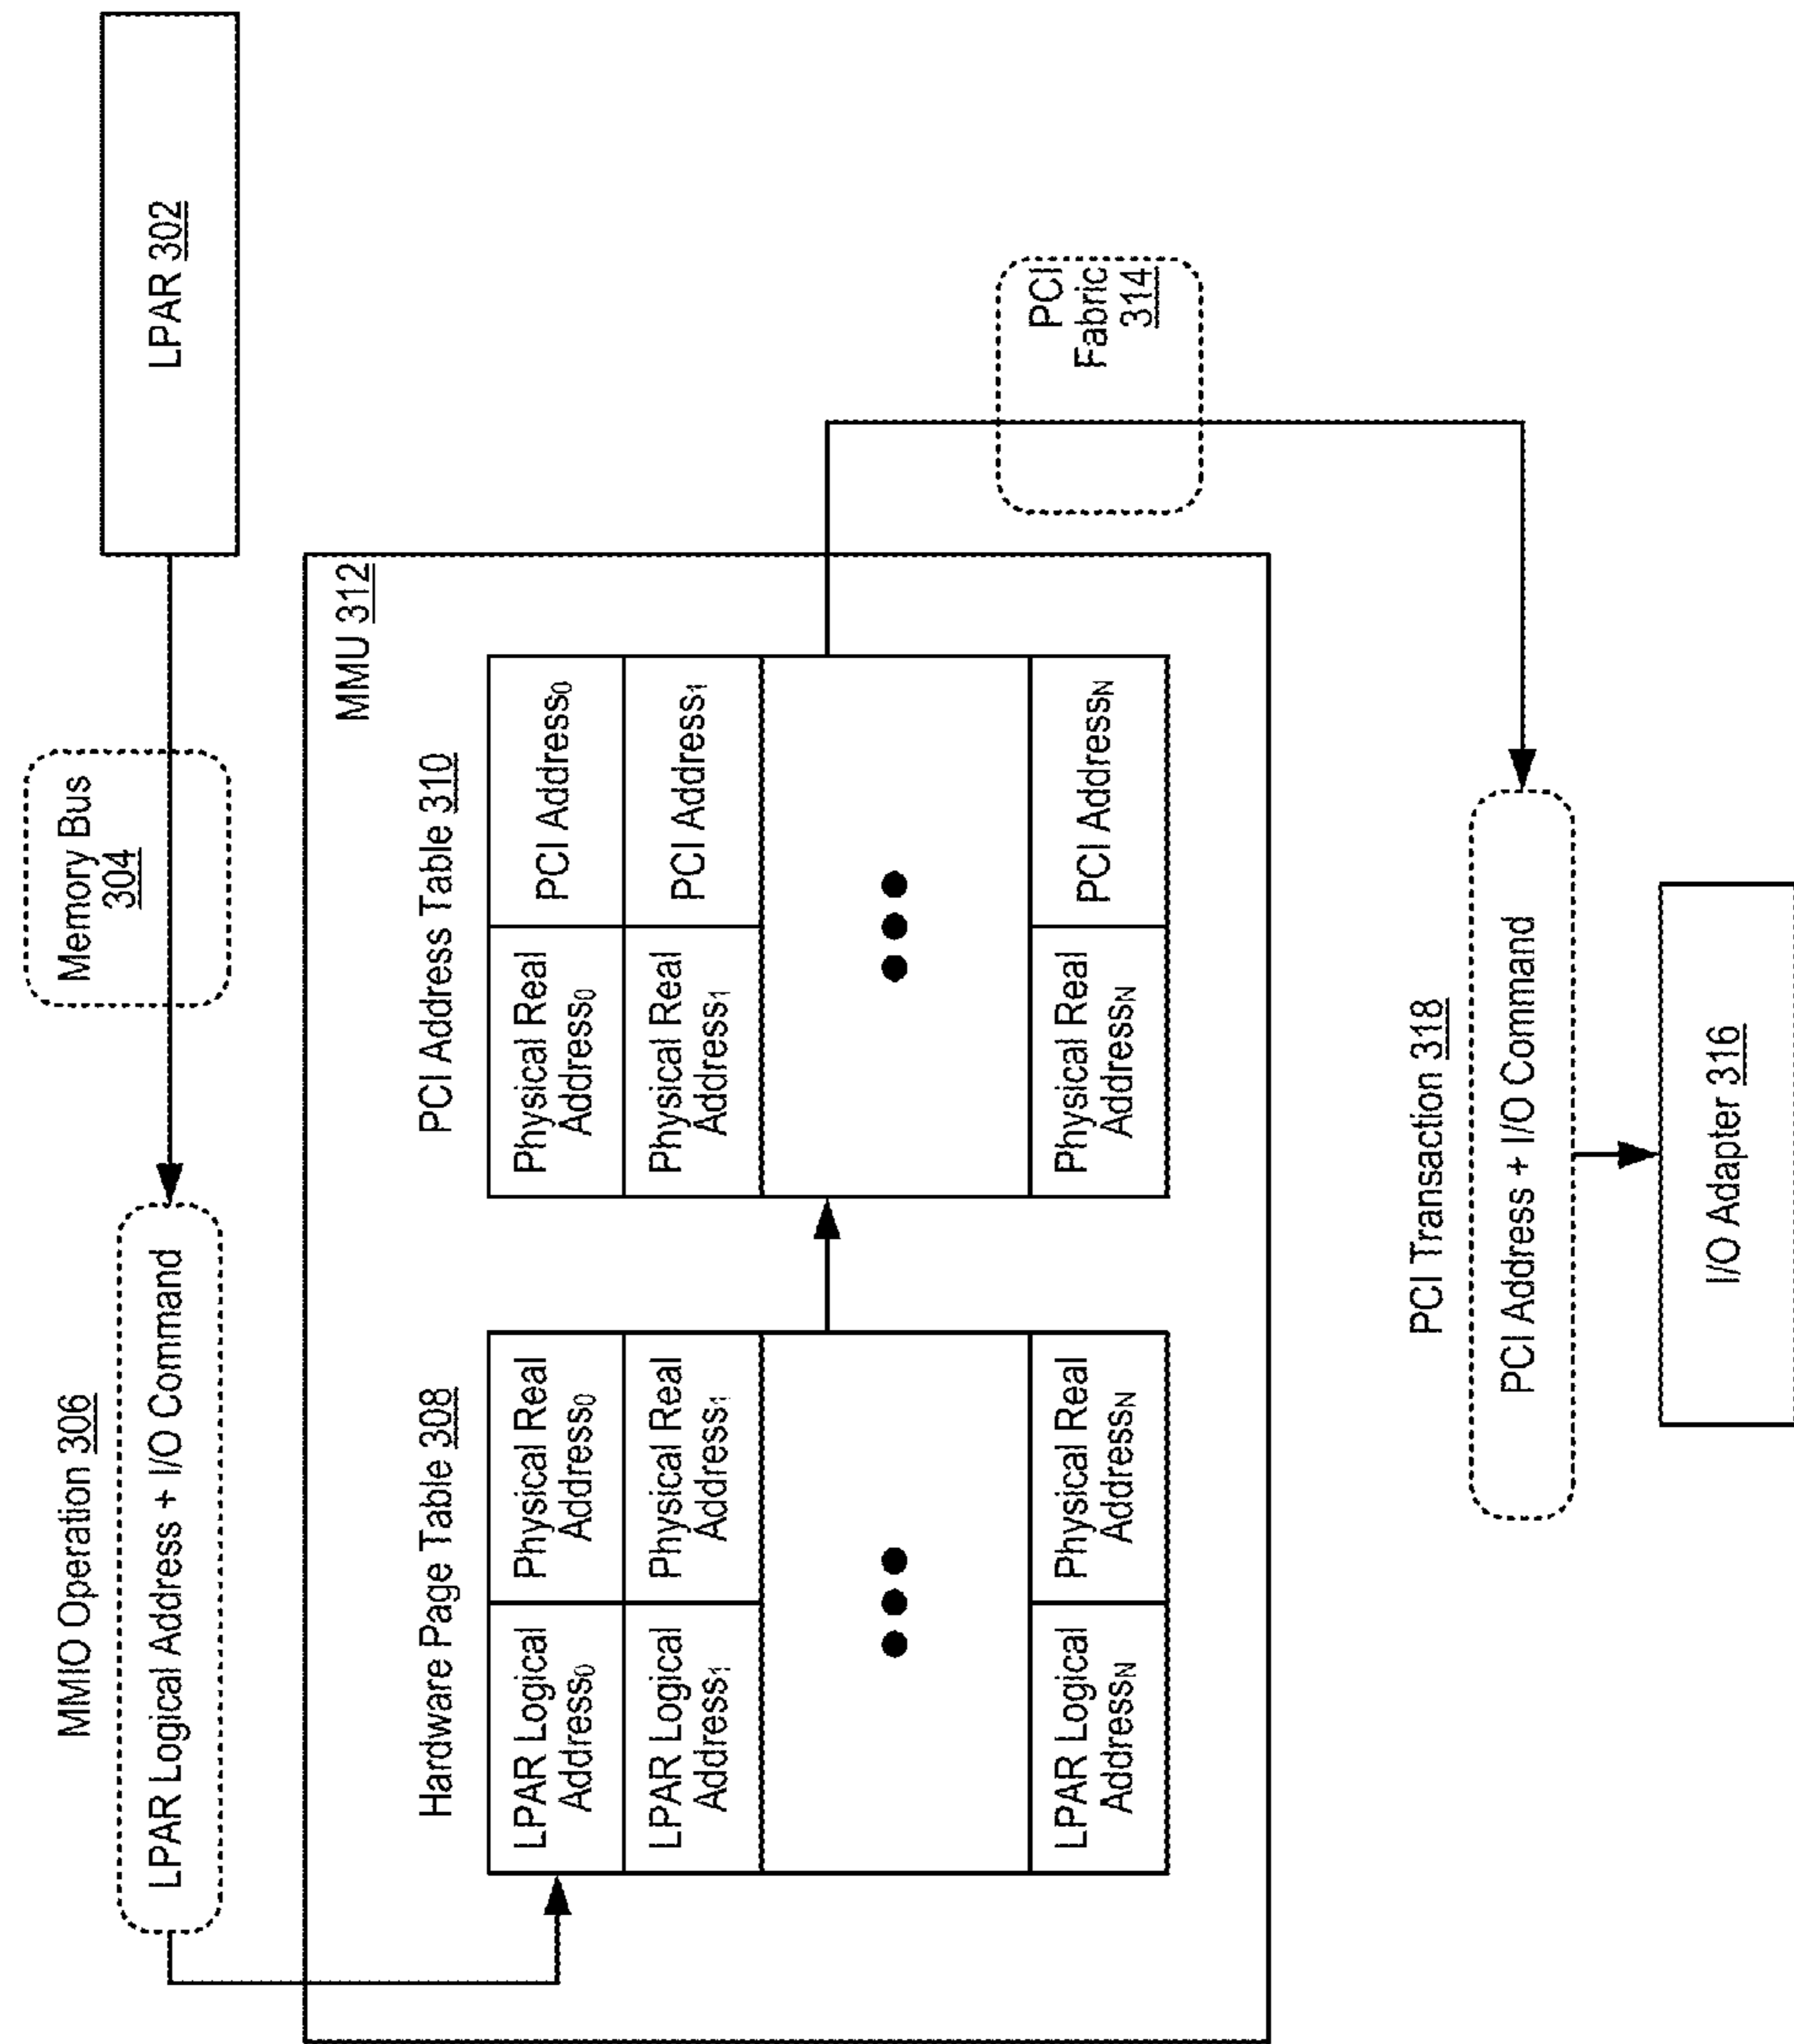 LPAR 302
Memory Bus
304
MMIO Operation 306
LPAR Logical Address + I/O Command
MMU 312
Hardware Page Table 308
LPAR Logical
Address0
Physical Real
Address0
LPAR Logical
Address1
Physical Real
Address1
LPAR Logical
AddressN
Physical Real
AddressN
PCI Address Table 310
Physical Real
Address0
PCI Address0
Physical Real
Address1
PCI Address1
Physical Real
AddressN
PCI AddressN
PCI
Fabric
314
PCI Transaction 318
PCI Address + I/O Command
I/O Adapter 316